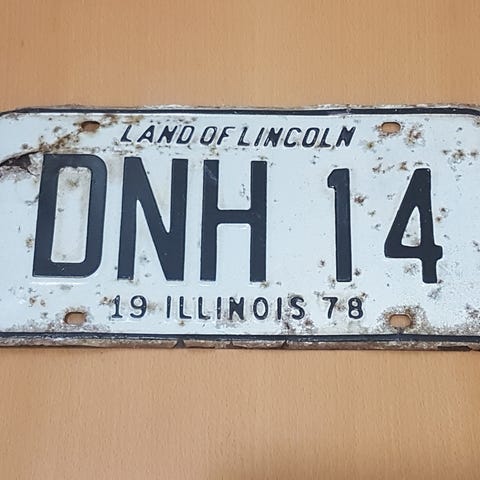 LAND OF LINCOLN
DNH 14
19 ILLINOIS 78